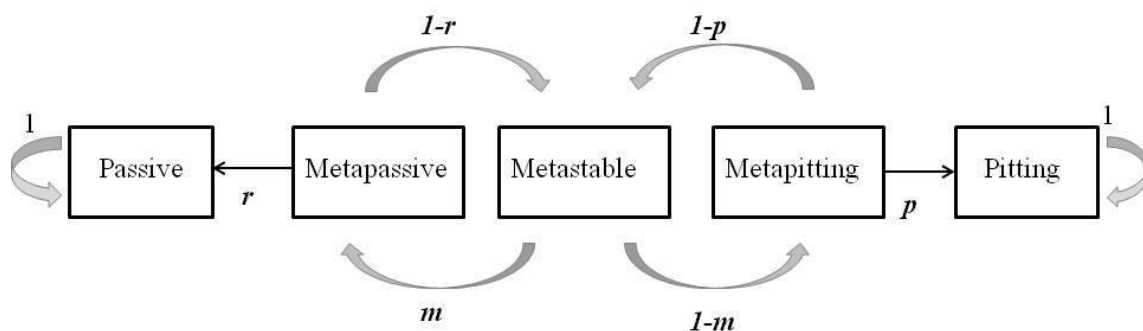 1-r 1-p
1 1
Passive Metapassive Metastable Metapitting Pitting
r p
m 1-m